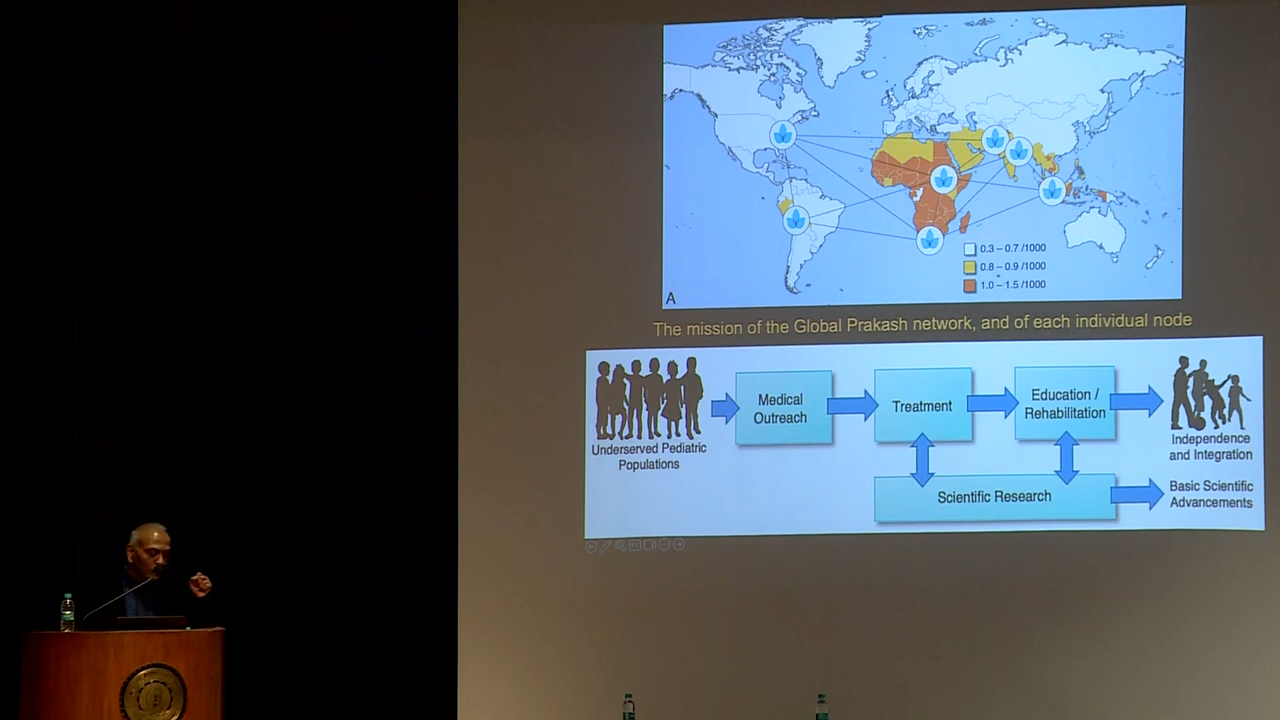 0.3 – 0.7 /1000
0.8 – 0.9 /1000
1.0 – 1.5 /1000
A
The mission of the Global Prakash network, and of each individual node
Underserved Pediatric
Populations
Medical
Outreach
Treatment
Education /
Rehabilitation
Independence
and Integration
Scientific Research
Basic Scientific
Advancements